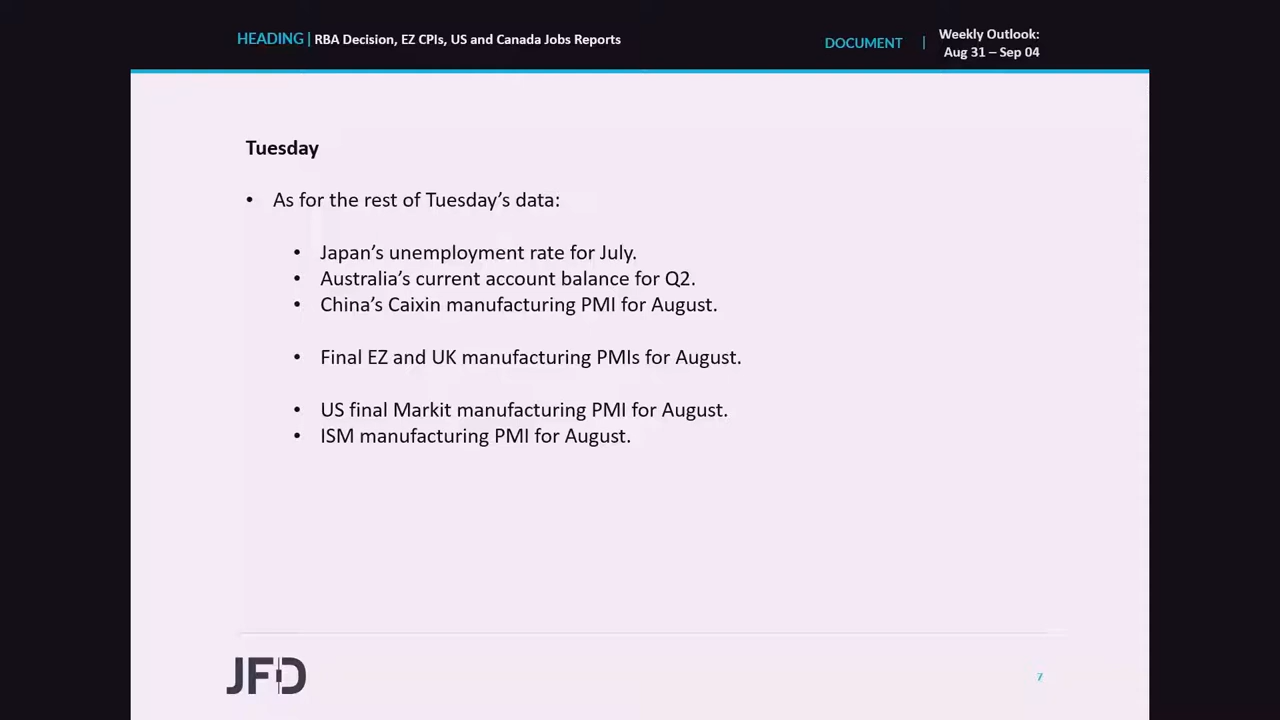 HEADING | RBA Decision, EZ CPIs, US and Canada Jobs Reports
DOCUMENT | Weekly Outlook:
Aug 31 – Sep 04
Tuesday
• As for the rest of Tuesday’s data:
• Japan’s unemployment rate for July.
• Australia’s current account balance for Q2.
• China’s Caixin manufacturing PMI for August.
• Final EZ and UK manufacturing PMIs for August.
• US final Markit manufacturing PMI for August.
• ISM manufacturing PMI for August.
JFD
7